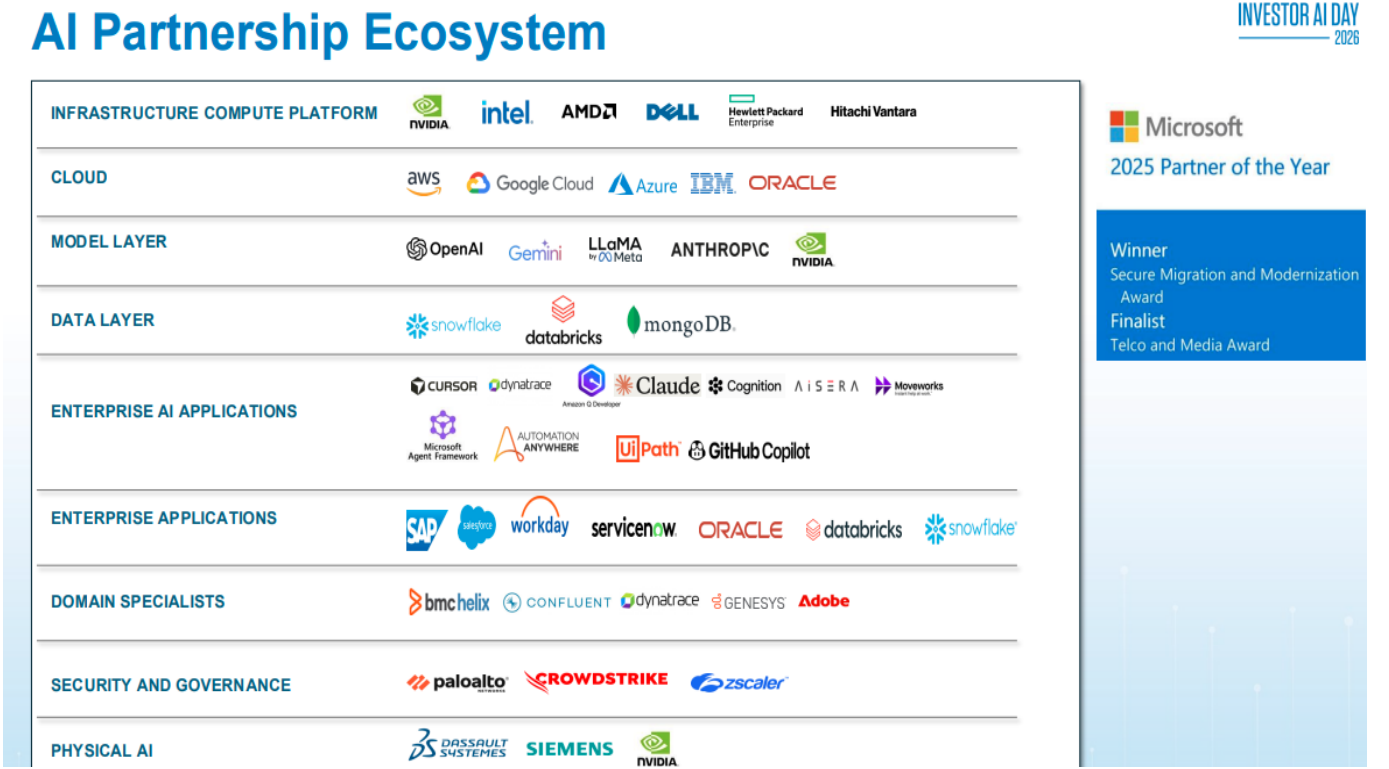 AI Partnership Ecosystem
INVESTOR AI DAY
2026
INFRASTRUCTURE COMPUTE PLATFORM
NVIDIA
intel.
AMD
DELL
Hewlett Packard
Enterprise
Hitachi Vantara
CLOUD
aws
Google Cloud
Azure
IBM
ORACLE
MODEL LAYER
OpenAI
Gemini
LLaMA
by Meta
ANTHROP\C
NVIDIA
DATA LAYER
snowflake
databricks
mongoDB.
ENTERPRISE AI APPLICATIONS
CURSOR
dynatrace
Amazon Q Developer
Claude
Cognition
AISERA
Moveworks
Microsoft
Agent Framework
AUTOMATION
ANYWHERE
UiPath
GitHub Copilot
ENTERPRISE APPLICATIONS
SAP
salesforce
workday
servicenow.
ORACLE
databricks
snowflake
DOMAIN SPECIALISTS
bmc helix
CONFLUENT
dynatrace
GENESYS
Adobe
SECURITY AND GOVERNANCE
paloalto
NETWORKS
CROWDSTRIKE
zscaler
PHYSICAL AI
DASSAULT
SYSTEMES
SIEMENS
NVIDIA
Microsoft
2025 Partner of the Year
Winner
Secure Migration and Modernization
Award
Finalist
Telco and Media Award